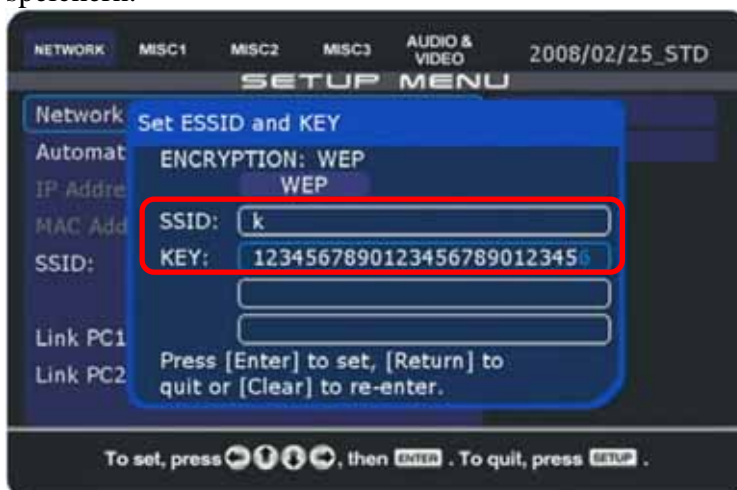 speichern.
NETWORK MISC1 MISC2 MISC3 AUDIO & VIDEO 2008/02/25_STD
SETUP MENU
Network
Automat
IP Addre
MAC Add
SSID:
Link PC1
Link PC2
Set ESSID and KEY
ENCRYPTION: WEP
WEP
SSID: k
KEY: 12345678901234567890123456
Press [Enter] to set, [Return] to
quit or [Clear] to re-enter.
To set, press , then ENTER . To quit, press SETUP .